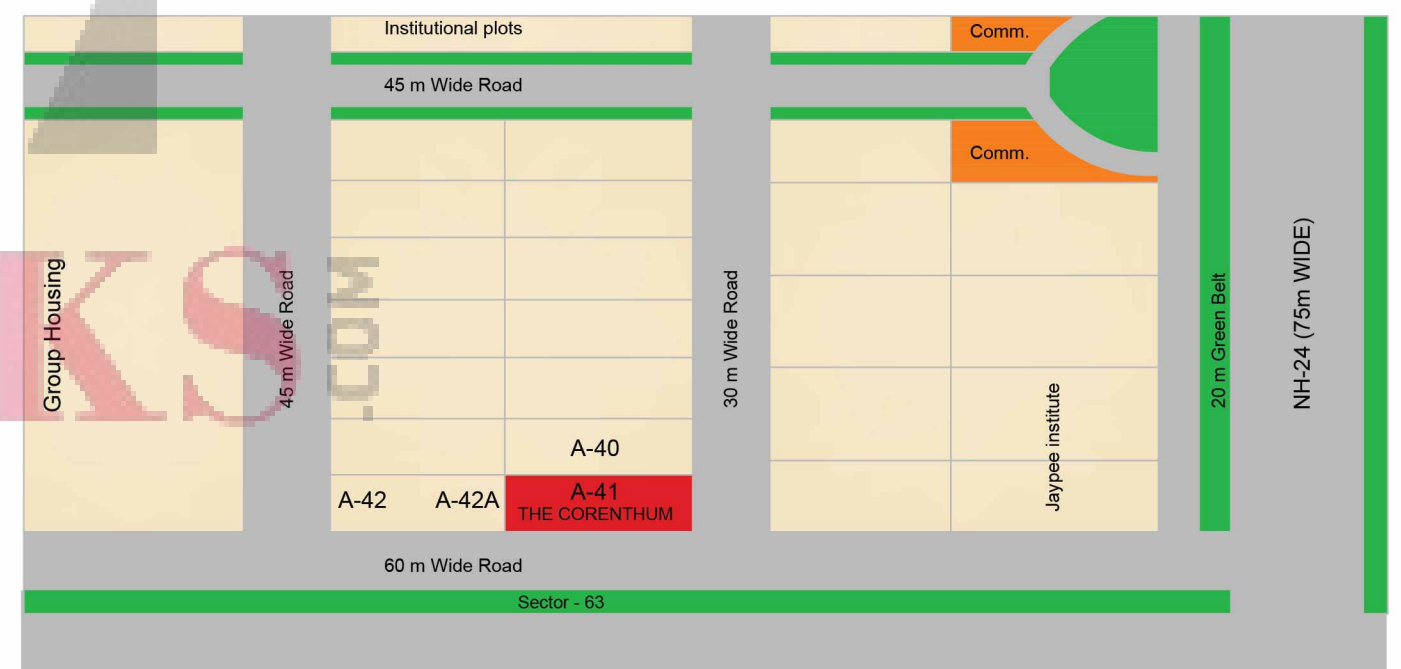 Institutional plots
Comm.
45 m Wide Road
Comm.
Group Housing
45 m Wide Road
KS
.COM
30 m Wide Road
Jaypee institute
20 m Green Belt
NH-24 (75m WIDE)
A-40
A-42
A-42A
A-41
THE CORENTHUM
60 m Wide Road
Sector - 63